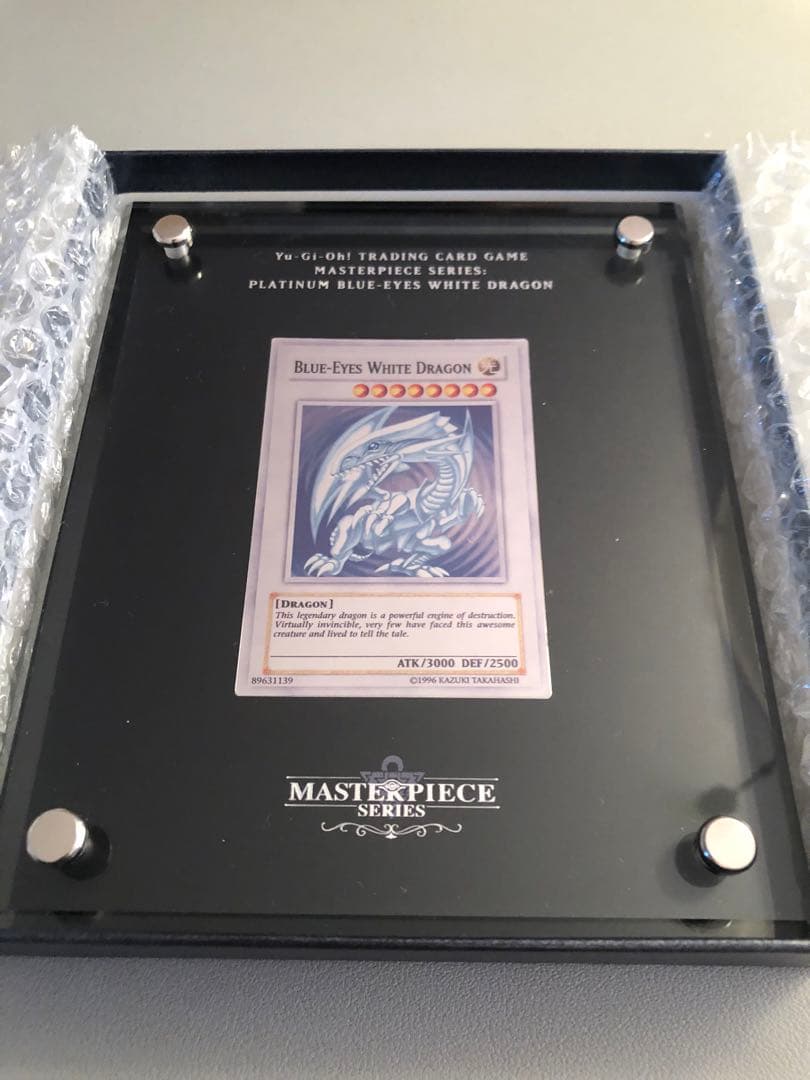 Yu-Gi-Oh! TRADING CARD GAME
MASTERPIECE SERIES:
PLATINUM BLUE-EYES WHITE DRAGON
BLUE-EYES WHITE DRAGON 光
[DRAGON]
This legendary dragon is a powerful engine of destruction.
Virtually invincible, very few have faced this awesome
creature and lived to tell the tale.
ATK/3000 DEF/2500
89631139 ©1996 KAZUKI TAKAHASHI
MASTERPIECE
SERIES